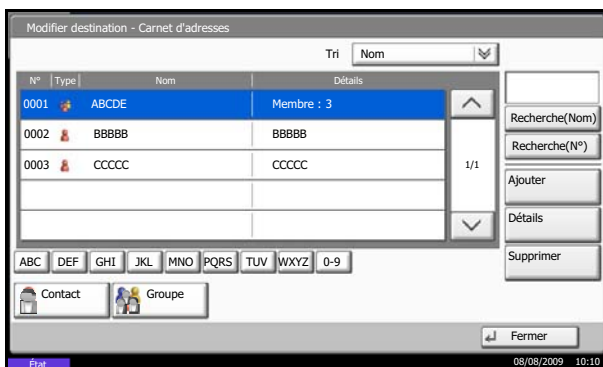 Modifier destination - Carnet d'adresses
Tri Nom
N° Type Nom Détails
0001 ABCDE Membre : 3
0002 BBBBB BBBBB
0003 CCCCC CCCCC
1/1
Recherche(Nom)
Recherche(N°)
Ajouter
Détails
Supprimer
ABC DEF GHI JKL MNO PQRS TUV WXYZ 0-9
Contact Groupe
Fermer
État 08/08/2009 10:10